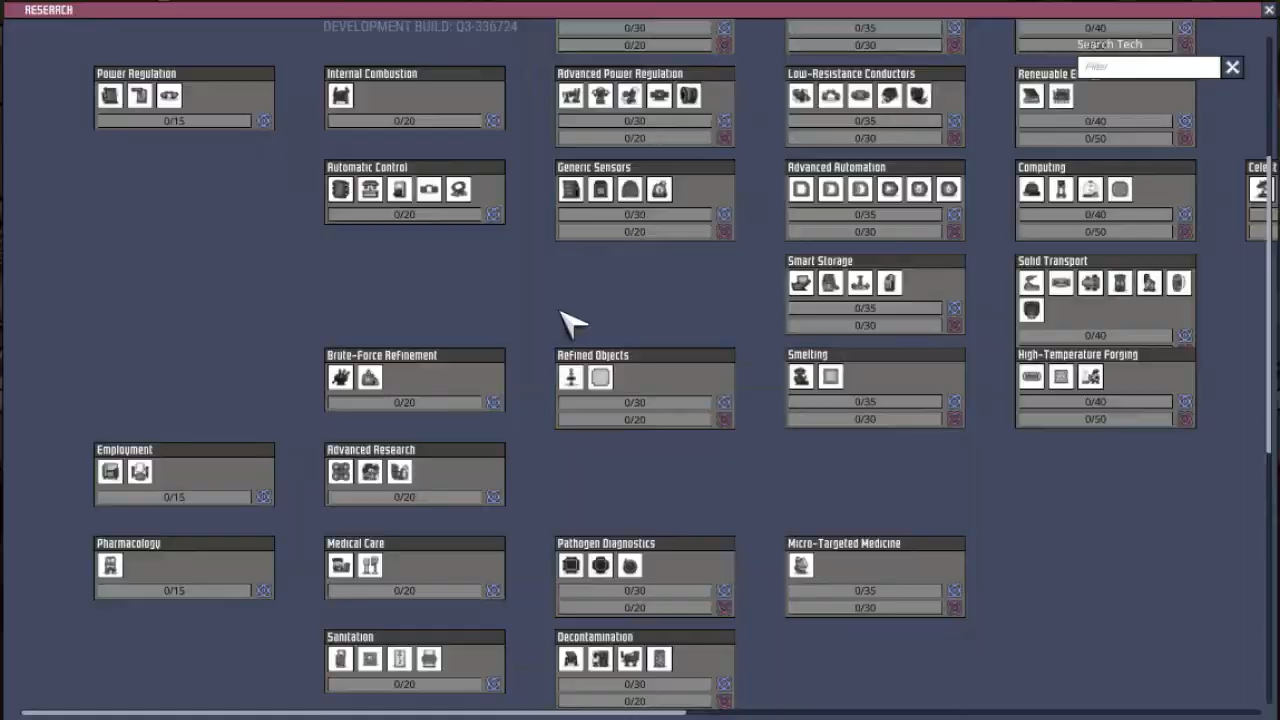 RESEARCH
DEVELOPMENT BUILD: Q3-336724
0/30
0/35
0/40
0/20
0/30
Search Tech
Filter
Power Regulation
Internal Combustion
Advanced Power Regulation
Low-Resistance Conductors
Renewable E
0/15
0/20
0/30
0/35
0/40
0/20
0/30
0/50
Automatic Control
Generic Sensors
Advanced Automation
Computing
Celes
0/20
0/30
0/35
0/40
0/20
0/30
0/50
Smart Storage
Solid Transport
0/35
0/30
0/40
Brute-Force Refinement
Refined Objects
Smelting
High-Temperature Forging
0/20
0/30
0/35
0/40
0/20
0/30
0/50
Employment
Advanced Research
0/15
0/20
Pharmacology
Medical Care
Pathogen Diagnostics
Micro-Targeted Medicine
0/15
0/20
0/30
0/35
0/20
0/30
Sanitation
Decontamination
0/20
0/30
0/20